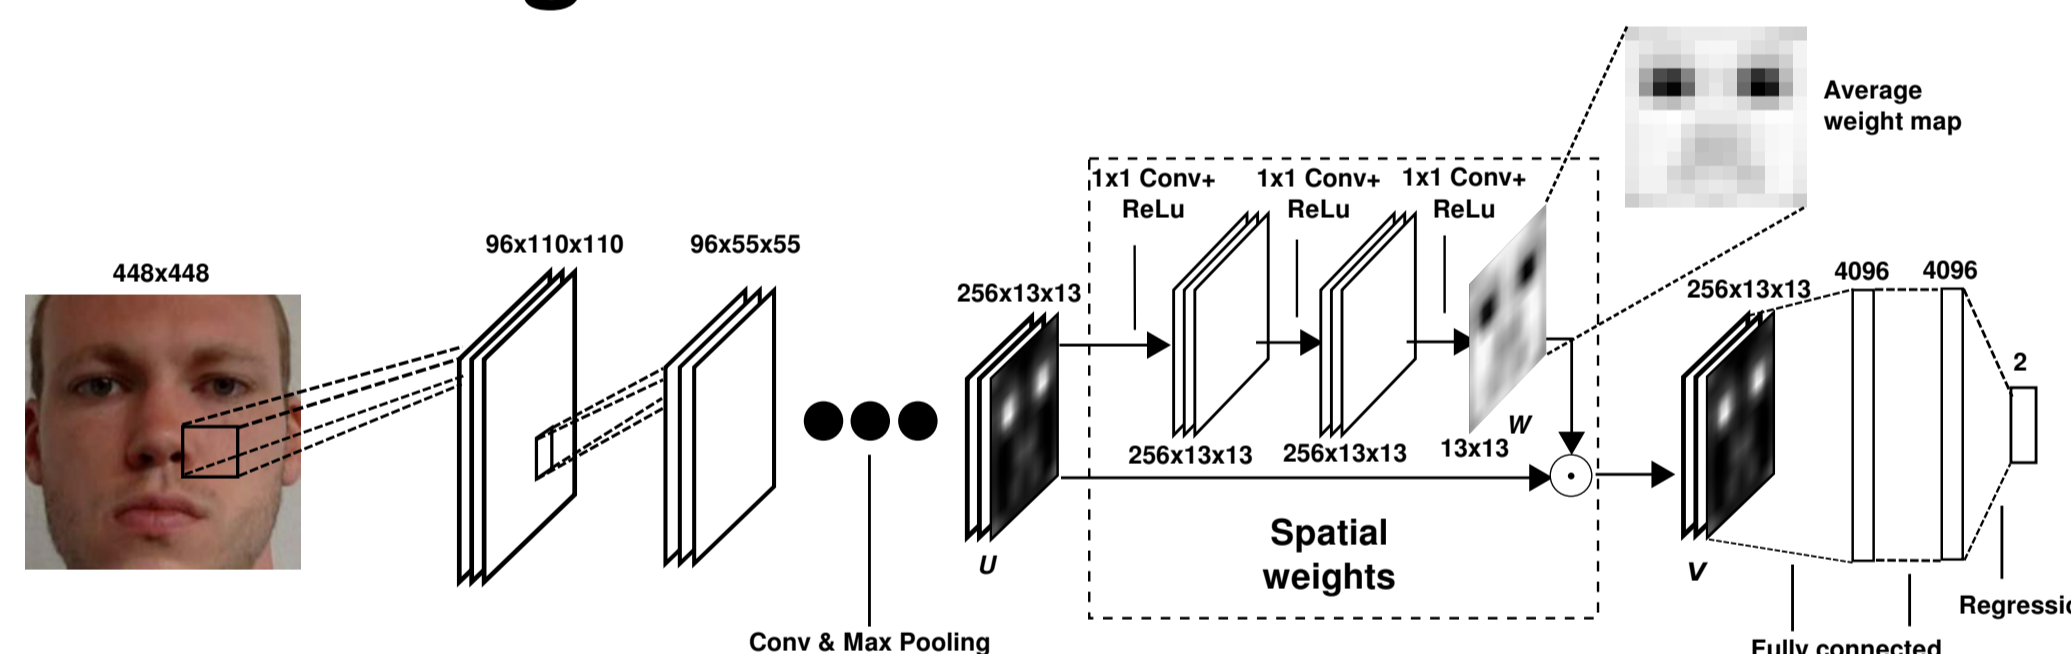 448x448
96x110x110
96x55x55
Conv & Max Pooling
256x13x13
U
1x1 Conv+
ReLu
1x1 Conv+
ReLu
1x1 Conv+
ReLu
256x13x13
256x13x13
13x13
W
Spatial
weights
Average
weight map
256x13x13
V
4096
4096
2
Fully connected